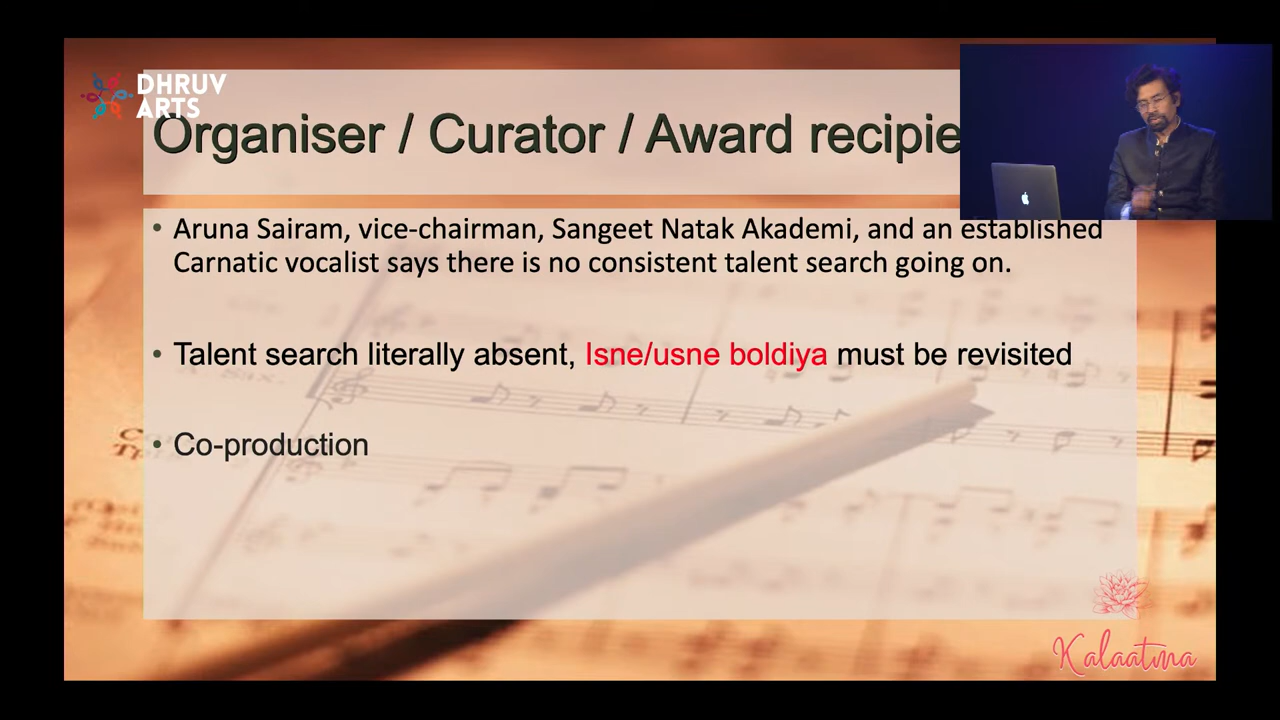 DHRUV
ARTS
Organiser / Curator / Award recipie
• Aruna Sairam, vice-chairman, Sangeet Natak Akademi, and an established
Carnatic vocalist says there is no consistent talent search going on.
• Talent search literally absent, Isne/usne boldiya must be revisited
• Co-production
Kalaatma